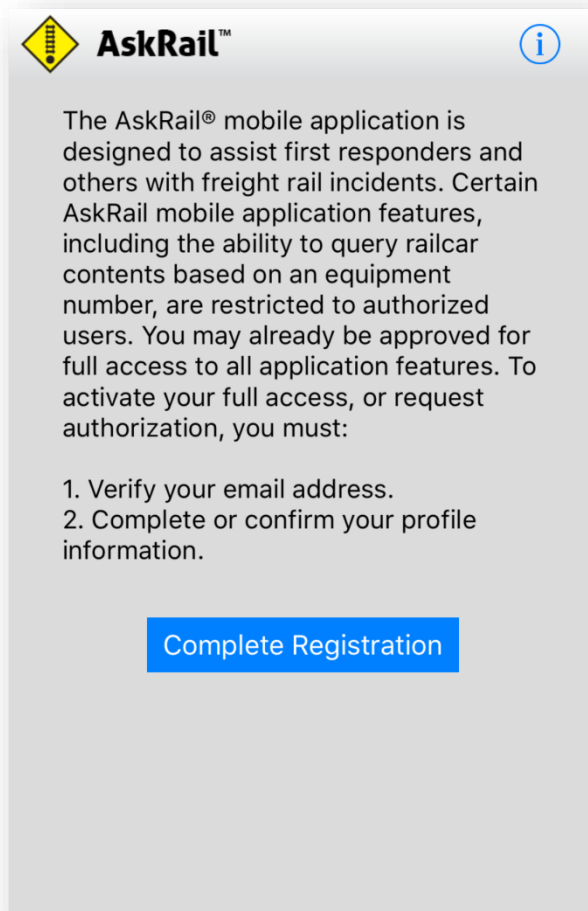 AskRail™
i
The AskRail® mobile application is
designed to assist first responders and
others with freight rail incidents. Certain
AskRail mobile application features,
including the ability to query railcar
contents based on an equipment
number, are restricted to authorized
users. You may already be approved for
full access to all application features. To
activate your full access, or request
authorization, you must:
1. Verify your email address.
2. Complete or confirm your profile
information.
Complete Registration